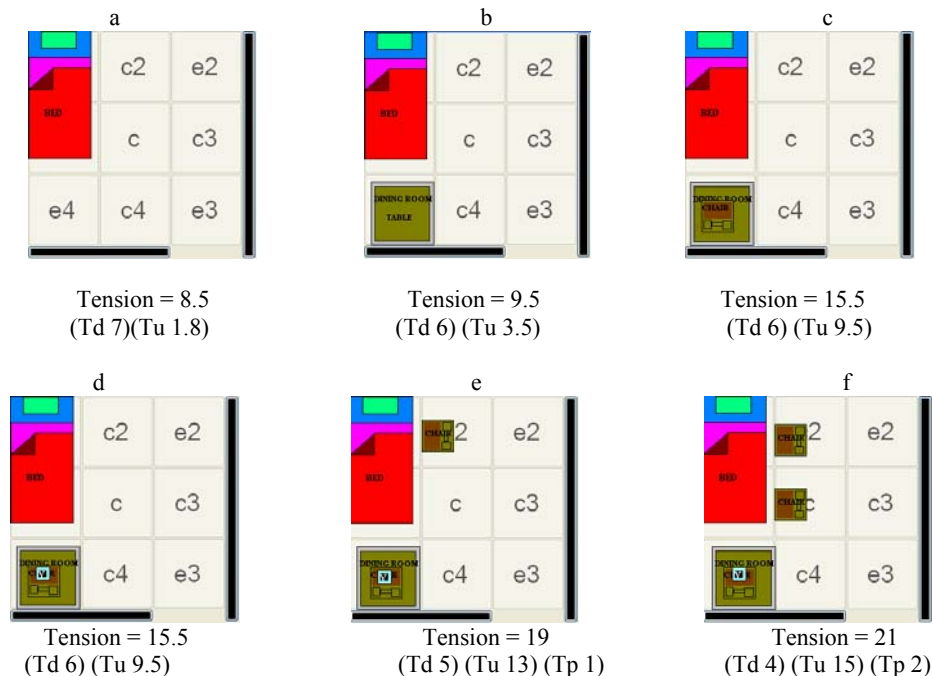 a
b
c
c2
e2
BED
c
c3
e4
c4
e3
c2
e2
BED
c
c3
DINING ROOM
TABLE
c4
e3
c2
e2
BED
c
c3
DINING ROOM
CHAIR
c4
e3
Tension = 8.5
(Td 7)(Tu 1.8)
Tension = 9.5
(Td 6) (Tu 3.5)
Tension = 15.5
(Td 6) (Tu 9.5)
d
e
f
c2
e2
BED
c
c3
DINING ROOM
c4
e3
CHAIR
2
e2
BED
c
c3
DINING ROOM
c4
e3
CHAIR
2
e2
BED
CHAIR
c3
DINING ROOM
c4
e3
Tension = 15.5
(Td 6) (Tu 9.5)
Tension = 19
(Td 5) (Tu 13) (Tp 1)
Tension = 21
(Td 4) (Tu 15) (Tp 2)